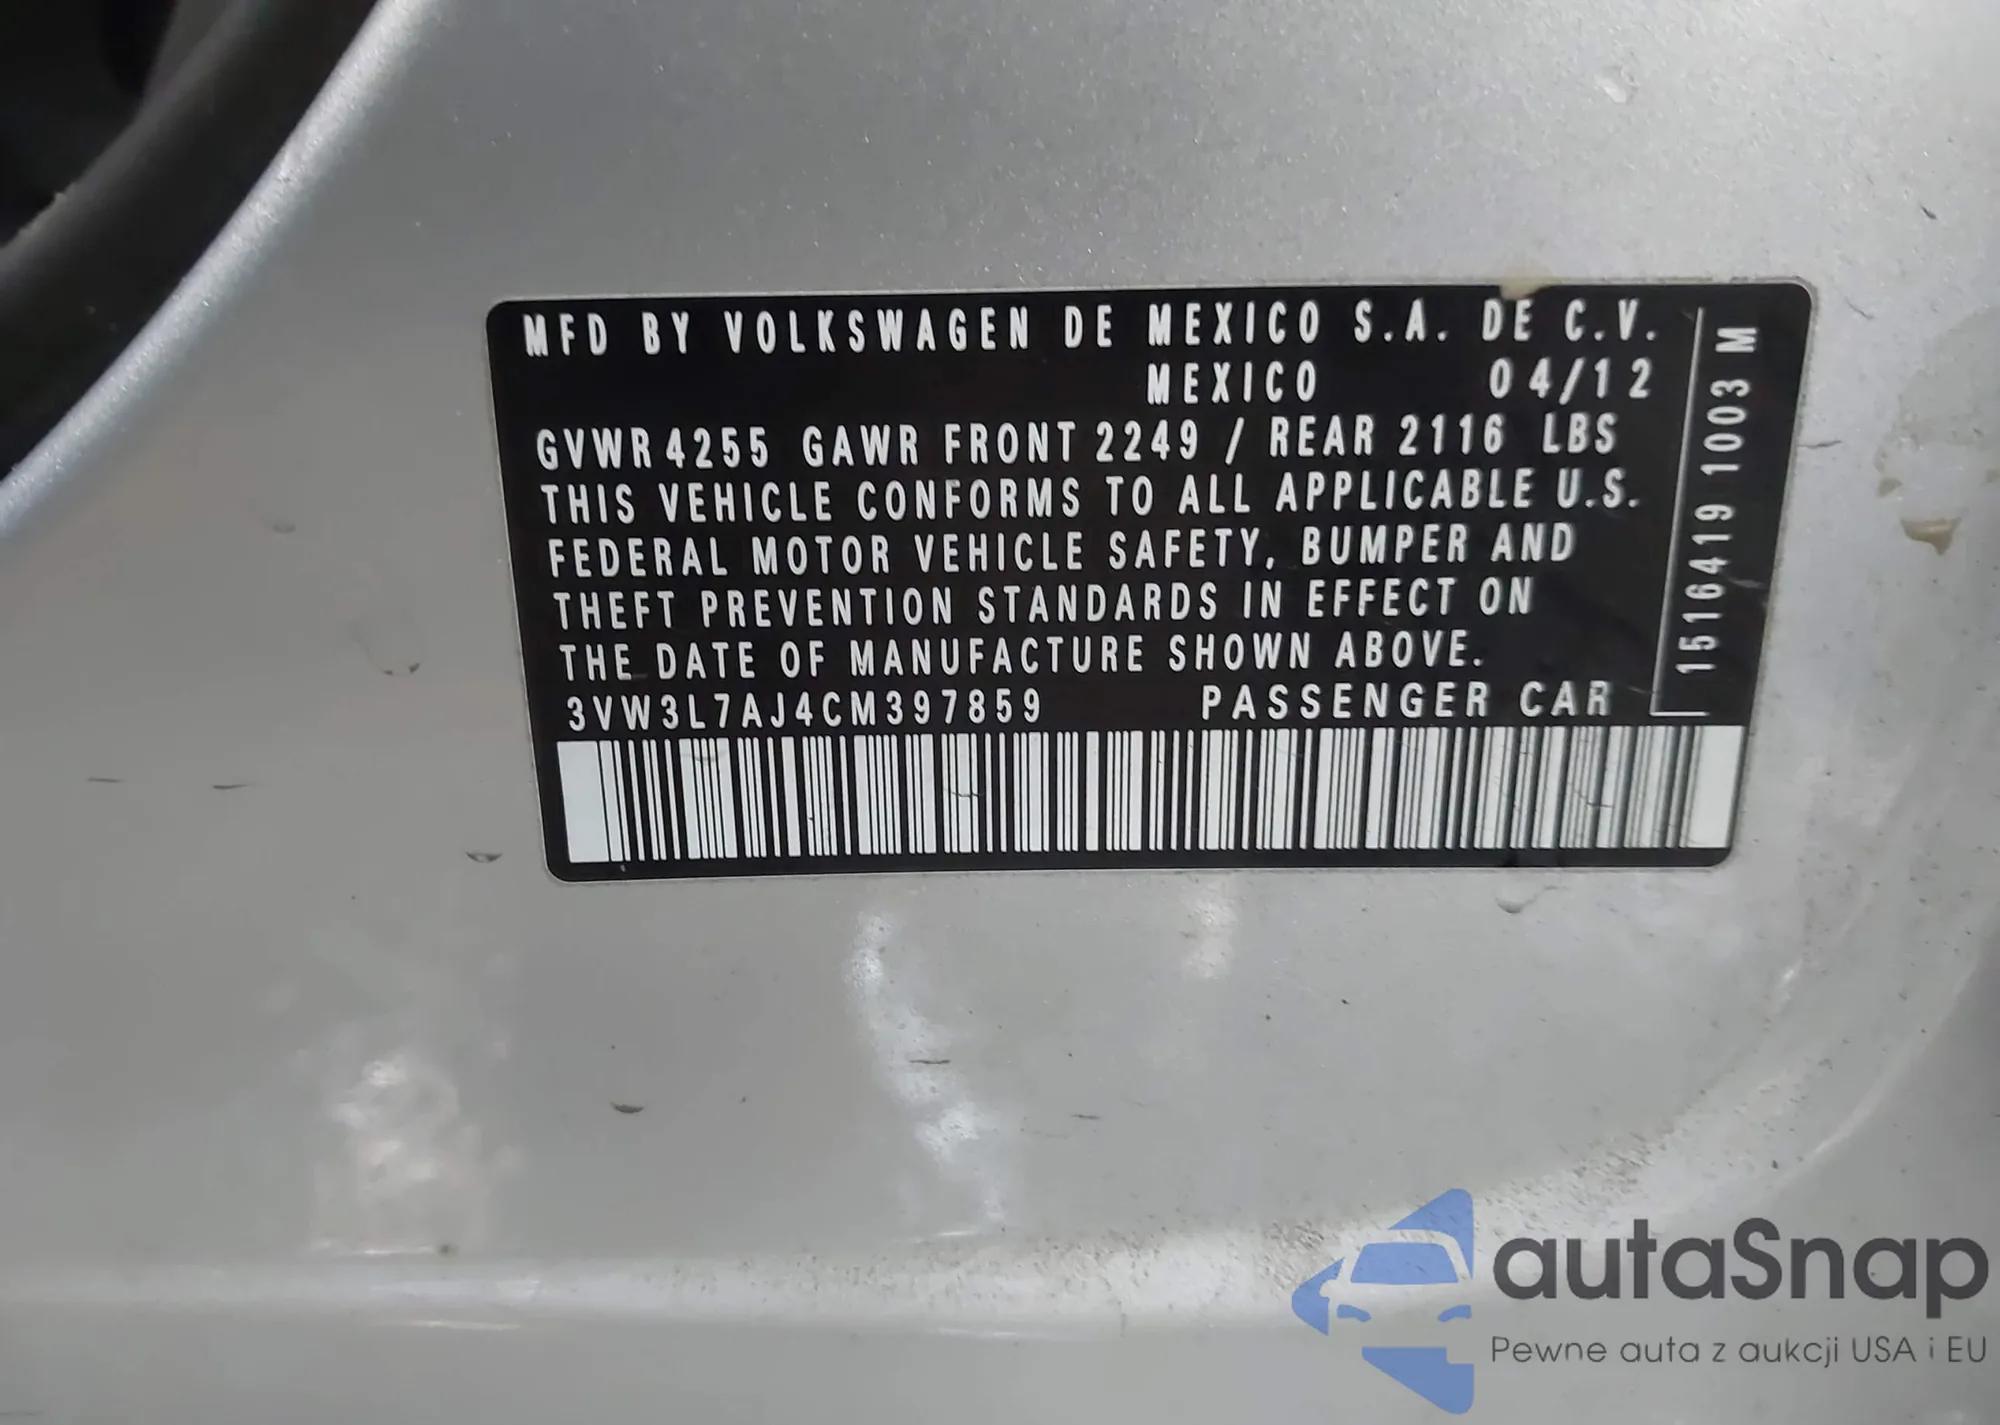 MFD BY VOLKSWAGEN DE MEXICO S.A. DE C.V.
MEXICO 04/12
GVWR 4255 GAWR FRONT 2249 / REAR 2116 LBS
THIS VEHICLE CONFORMS TO ALL APPLICABLE U.S.
FEDERAL MOTOR VEHICLE SAFETY, BUMPER AND
THEFT PREVENTION STANDARDS IN EFFECT ON
THE DATE OF MANUFACTURE SHOWN ABOVE.
3VW3L7AJ4CM397859 PASSENGER CAR
1516419 1003 M
autaSnap
Pewne auta z aukcji USA i EU